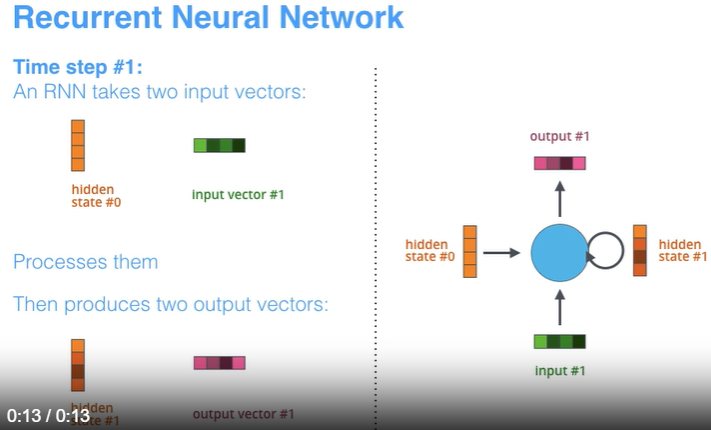 Recurrent Neural Network
Time step #1:
An RNN takes two input vectors:
hidden
state #0
input vector #1
Processes them
Then produces two output vectors:
hidden
state #1
output vector #1
0:13 / 0:13
output #1
hidden
state #0
hidden
state #1
input #1